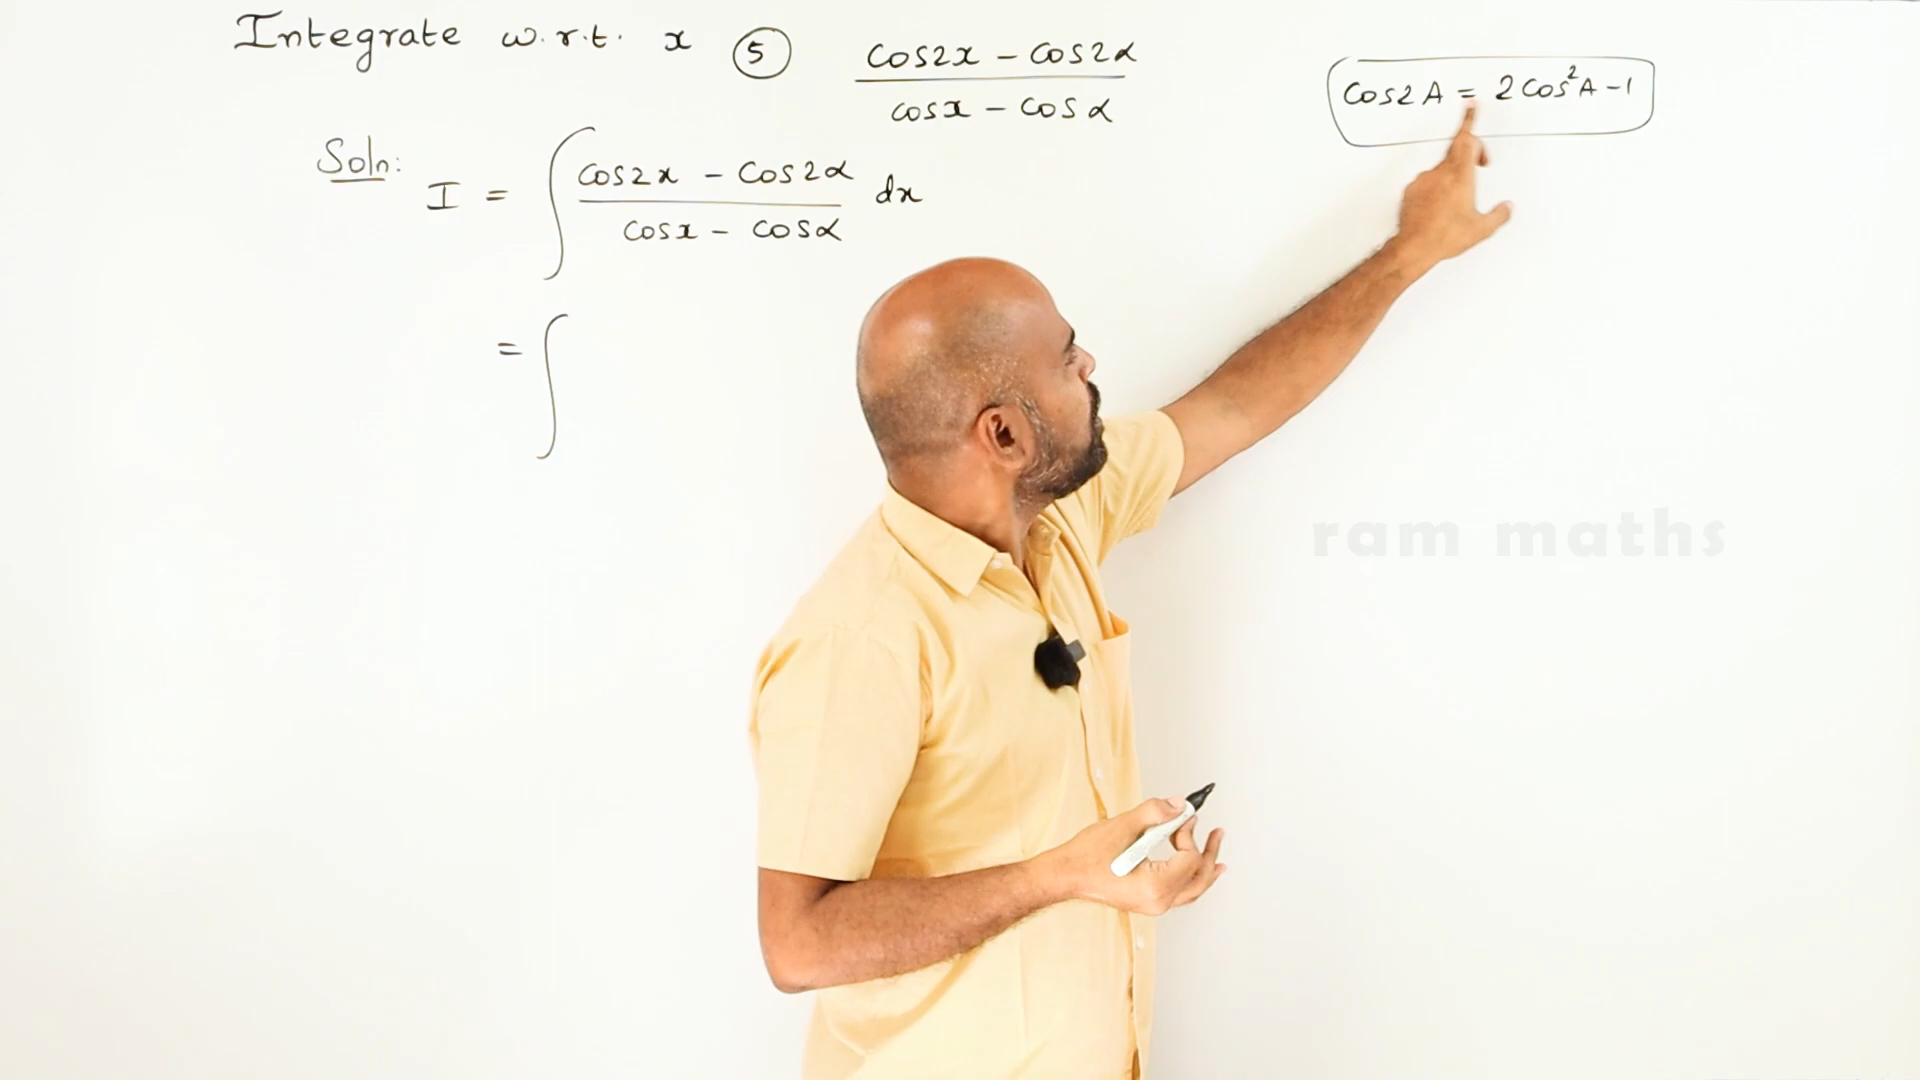 Integrate w.r.t. x ⑤ cos2x - cos2α / cosx - cosα
cos2A = 2cos²A-1
Soln: I = ∫ cos2x - cos2α / cosx - cosα dx
= ∫
ram maths